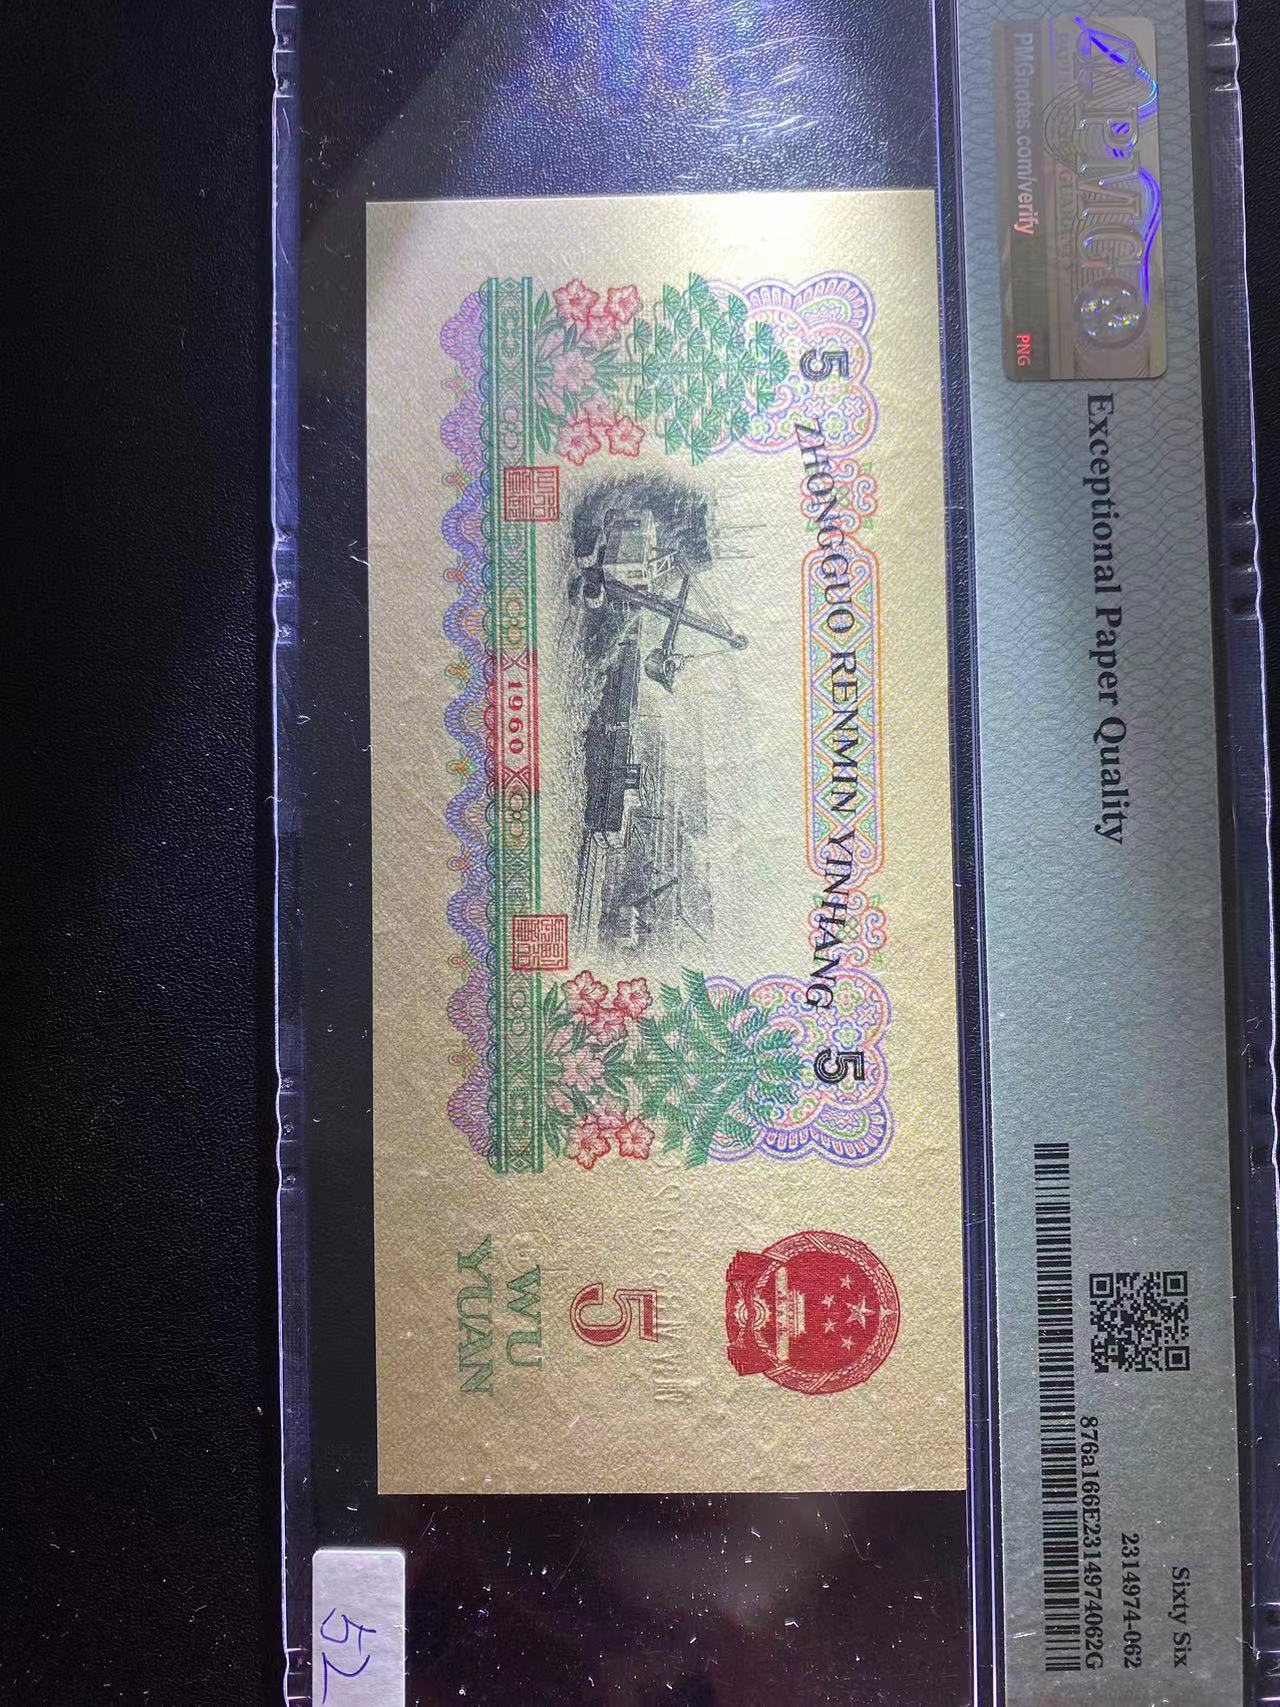 PMG
PMGnotes.com/verify
PNG
Exceptional Paper Quality
Sixty Six
2314974-062
876a166E2314974062G
5 ZHONGGUO RENMIN YINHANG 5
1960
5
WU
YUAN
52